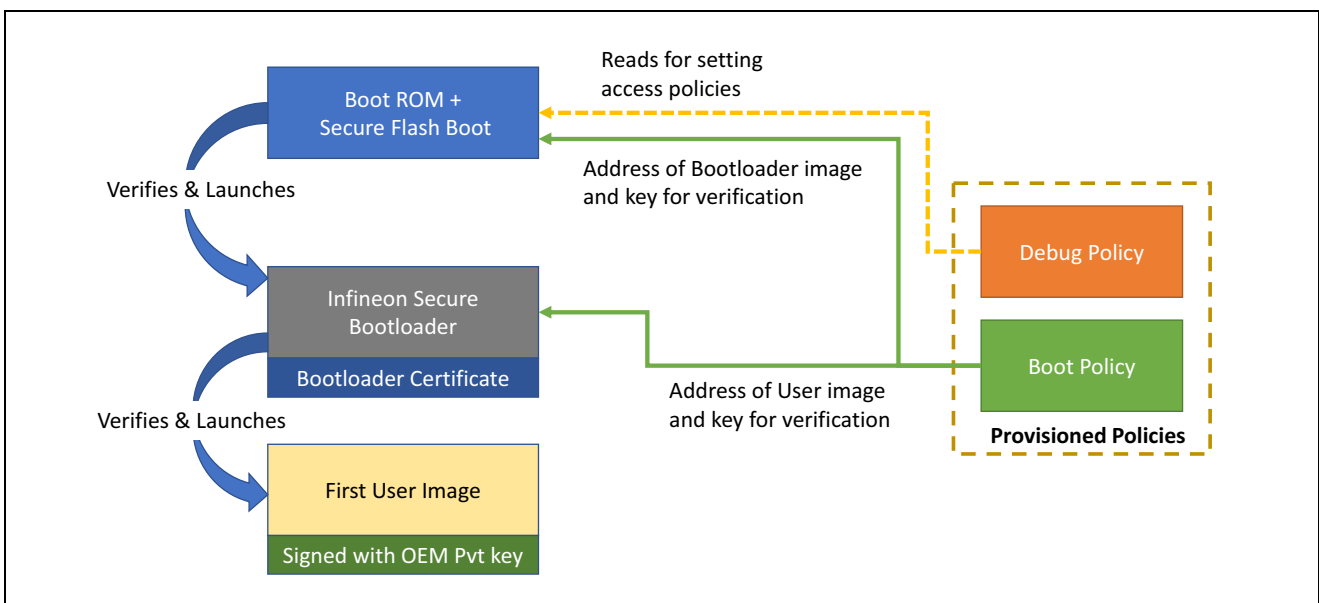 Reads for setting
access policies
Boot ROM +
Secure Flash Boot
Address of Bootloader image
and key for verification
Verifies & Launches
Debug Policy
Infineon Secure
Bootloader
Bootloader Certificate
Boot Policy
Address of User image
and key for verification
Verifies & Launches
Provisioned Policies
First User Image
Signed with OEM Pvt key